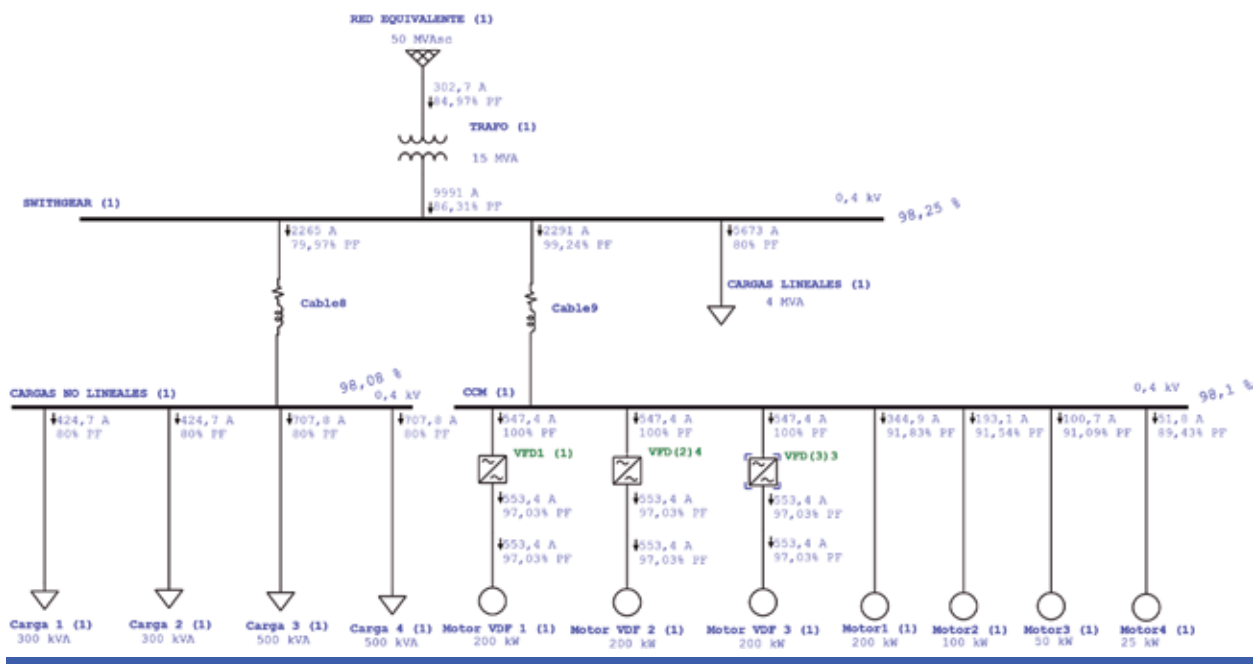 RED EQUIVALENTE (1)
50 MVAsc
302,7 A
84,97% PF
TRAFO (1)
15 MVA
9991 A
86,31% PF
SWITHGEAR (1)
0,4 kV
98,25 %
2265 A
79,97% PF
2291 A
99,24% PF
5673 A
80% PF
Cable8
Cable9
CARGAS LINEALES (1)
4 MVA
CARGAS NO LINEALES (1)
98,08 %
0,4 kV
CCM (1)
0,4 kV
98,1 %
424,7 A
80% PF
424,7 A
80% PF
707,8 A
80% PF
707,8 A
80% PF
547,4 A
100% PF
547,4 A
100% PF
547,4 A
100% PF
344,9 A
91,83% PF
193,1 A
91,54% PF
100,7 A
91,09% PF
51,8 A
89,43% PF
VFD1 (1)
VFD(2)4
VFD(3)3
553,4 A
97,03% PF
553,4 A
97,03% PF
553,4 A
97,03% PF
553,4 A
97,03% PF
553,4 A
97,03% PF
553,4 A
97,03% PF
Carga 1 (1)
300 kVA
Carga 2 (1)
300 kVA
Carga 3 (1)
500 kVA
Carga 4 (1)
500 kVA
Motor VDF 1 (1)
200 kW
Motor VDF 2 (1)
200 kW
Motor VDF 3 (1)
200 kW
Motor1 (1)
200 kW
Motor2 (1)
100 kW
Motor3 (1)
50 kW
Motor4 (1)
25 kW